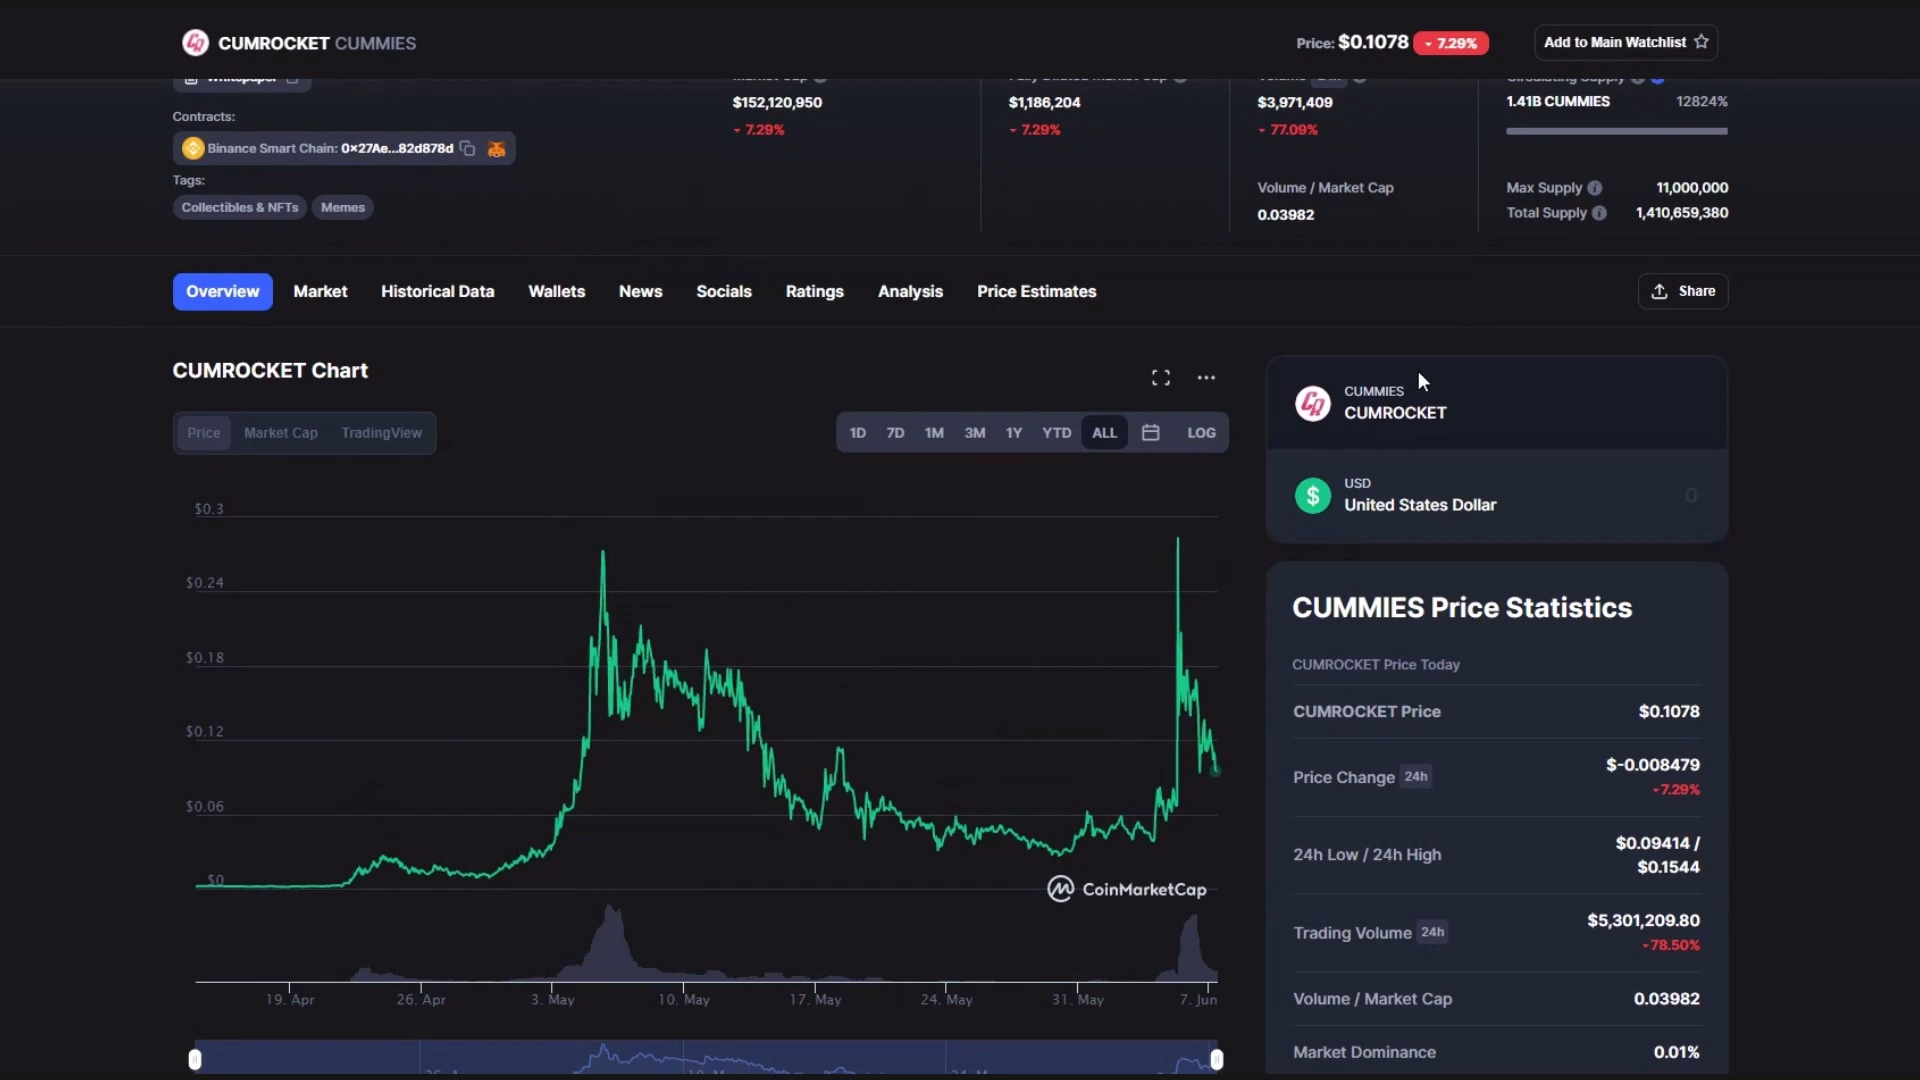 CUMROCKET CUMMIES
Price: $0.1078 7.29%
Add to Main Watchlist
Whitepaper
Circulating Supply
$152,120,950
$1,186,204
$3,971,409
1.41B CUMMIES 12824%
7.29%
7.29%
77.09%
Contracts:
Binance Smart Chain: 0x27Ae...82d878d
Tags:
Collectibles & NFTs Memes
Volume / Market Cap
0.03982
Max Supply 11,000,000
Total Supply 1,410,659,380
Overview Market Historical Data Wallets News Socials Ratings Analysis Price Estimates
Share
CUMROCKET Chart
Price Market Cap TradingView
1D 7D 1M 3M 1Y YTD ALL LOG
$0.3
$0.24
$0.18
$0.12
$0.06
$0
CoinMarketCap
19. Apr 26. Apr 3. May 10. May 17. May 24. May 31. May 7. Jun
CUMMIES
CUMROCKET
USD
United States Dollar
0
CUMMIES Price Statistics
CUMROCKET Price Today
CUMROCKET Price $0.1078
Price Change 24h $-0.008479
7.29%
24h Low / 24h High $0.09414 /
$0.1544
Trading Volume 24h $5,301,209.80
78.50%
Volume / Market Cap 0.03982
Market Dominance 0.01%